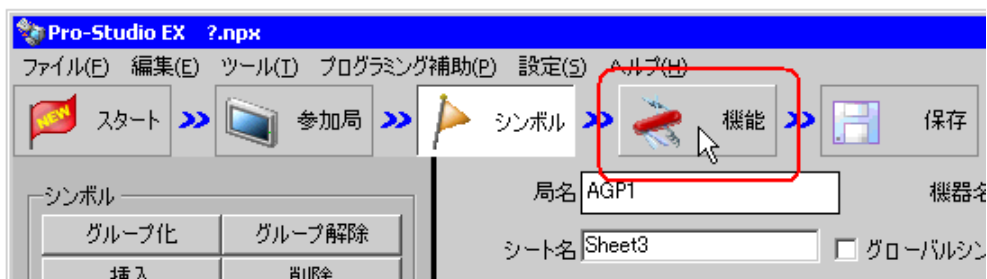 Pro-Studio EX ?.npx
ファイル(F) 編集(E) ツール(T) プログラミング補助(P) 設定(S) ヘルプ(H)
NEW スタート 参加局 シンボル 機能 保存
局名 AGP1 機器名
シンボル
グループ化 グループ解除
シート名 Sheet3 グローバルシン
挿入 削除